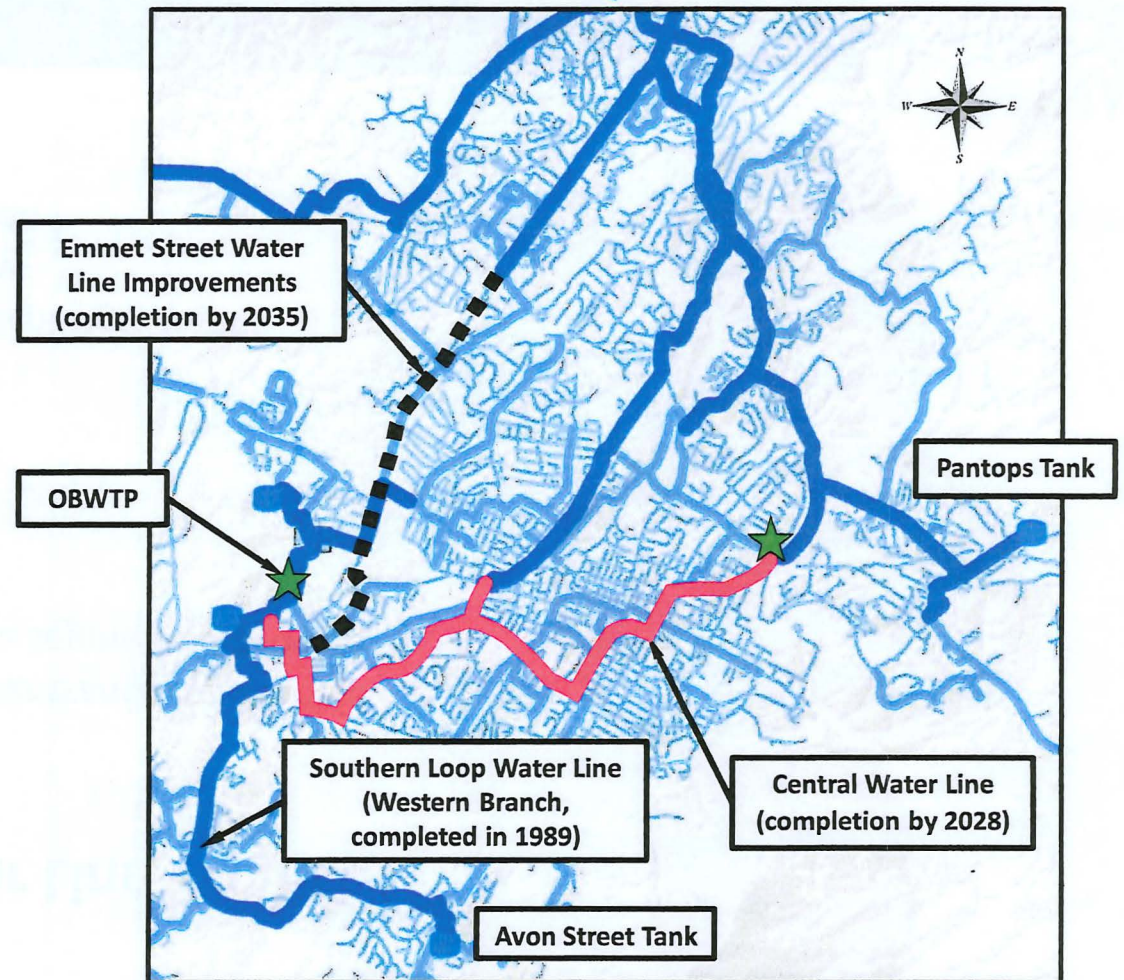 N
W
E
S
Emmet Street Water
Line Improvements
(completion by 2035)
OBWTP
Pantops Tank
Southern Loop Water Line
(Western Branch,
completed in 1989)
Central Water Line
(completion by 2028)
Avon Street Tank